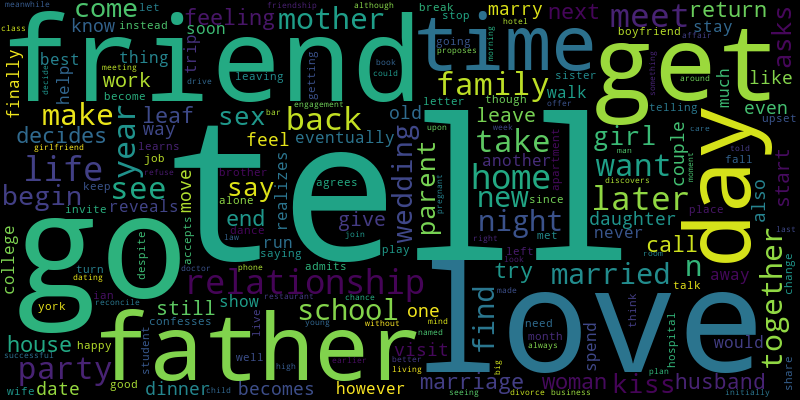 meanwhile
come
let
friendship
although
break
marry
next
return
asks
class
know
instead
soon
feeling
mother
stop
hotel
boyfriend
friend
time
get
meet
stay
affair
finally
best
thing
trip
leaving
getting
book
could
going
proposes
morning
sister
something
around
decide
help
work
become
meeting
drive
family
walk
much
like
even
make
year
leaf
sex
back
engagement
bar
old
letter
though
leave
telling
day
upset
decides
way
feel
eventually
upon
week
offer
take
girl
care
told
girlfriend
job
learns
tell
man
another
apartment
want
couple
fall
moment
life
see
say
brother
refuse
realizes
agrees
wedding
parent
home
discovers
later
start
begin
keep
move
alone
give
pregnant
new
since
daughter
place
also
invite
reveals
end
dance
join
night
met
never
college
go
despite
accepts
run
law
saying
play
right
left
look
call
room
last
together
turn
dating
doctor
phone
admits
try
married
n
away
talk
change
york
ian
reconcile
relationship
restaurant
chance
love
find
made
happy
still
show
live
school
one
need
month
always
think
hospital
would
house
father
confesses
young
without
mind
named
spend
successful
party
student
well
high
earlier
visit
better
living
big
plan
share
wife
date
good
dinner
becomes
child
however
marriage
seeing
woman
divorce
business
kiss
husband
initially